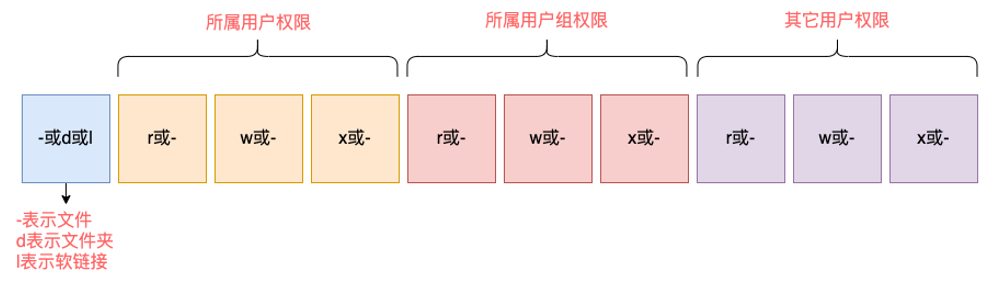 所属用户权限
所属用户组权限
其它用户权限
-或d或l
r或-
w或-
x或-
r或-
w或-
x或-
r或-
w或-
x或-
-表示文件
d表示文件夹
l表示软链接